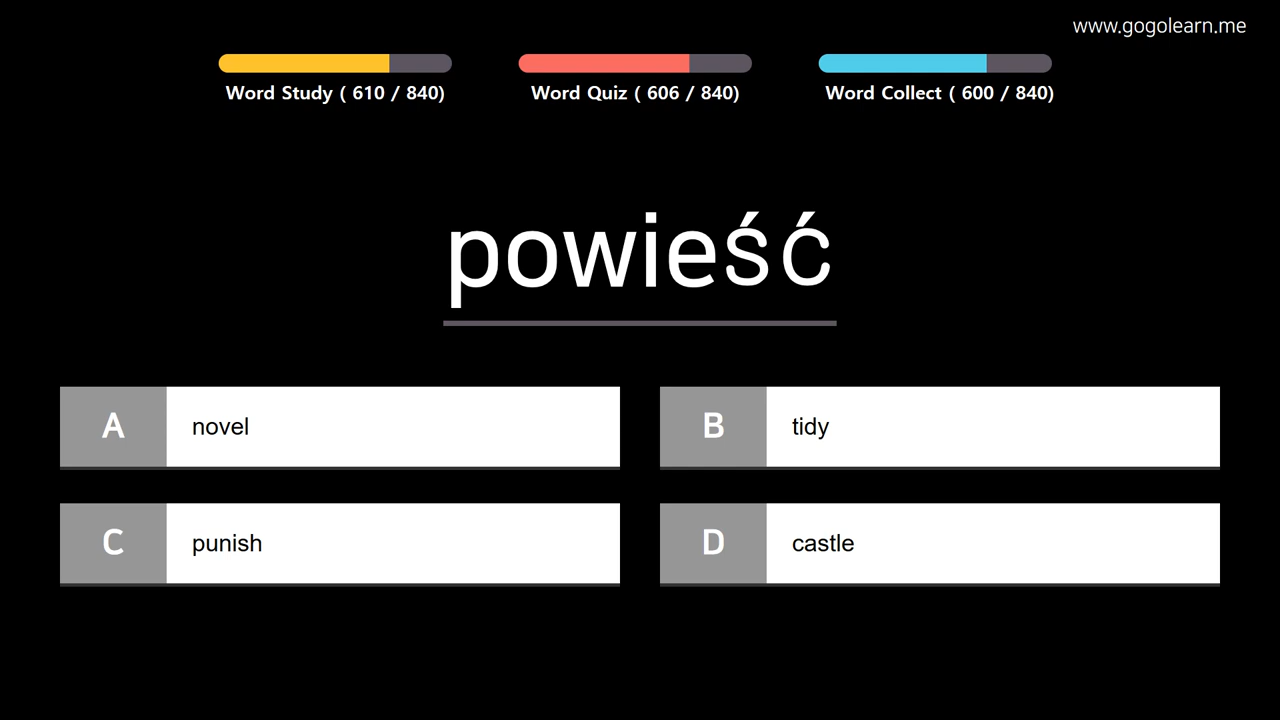 www.gogolearn.me
Word Study ( 610 / 840)
Word Quiz ( 606 / 840)
Word Collect ( 600 / 840)
powieść
A novel
B tidy
C punish
D castle